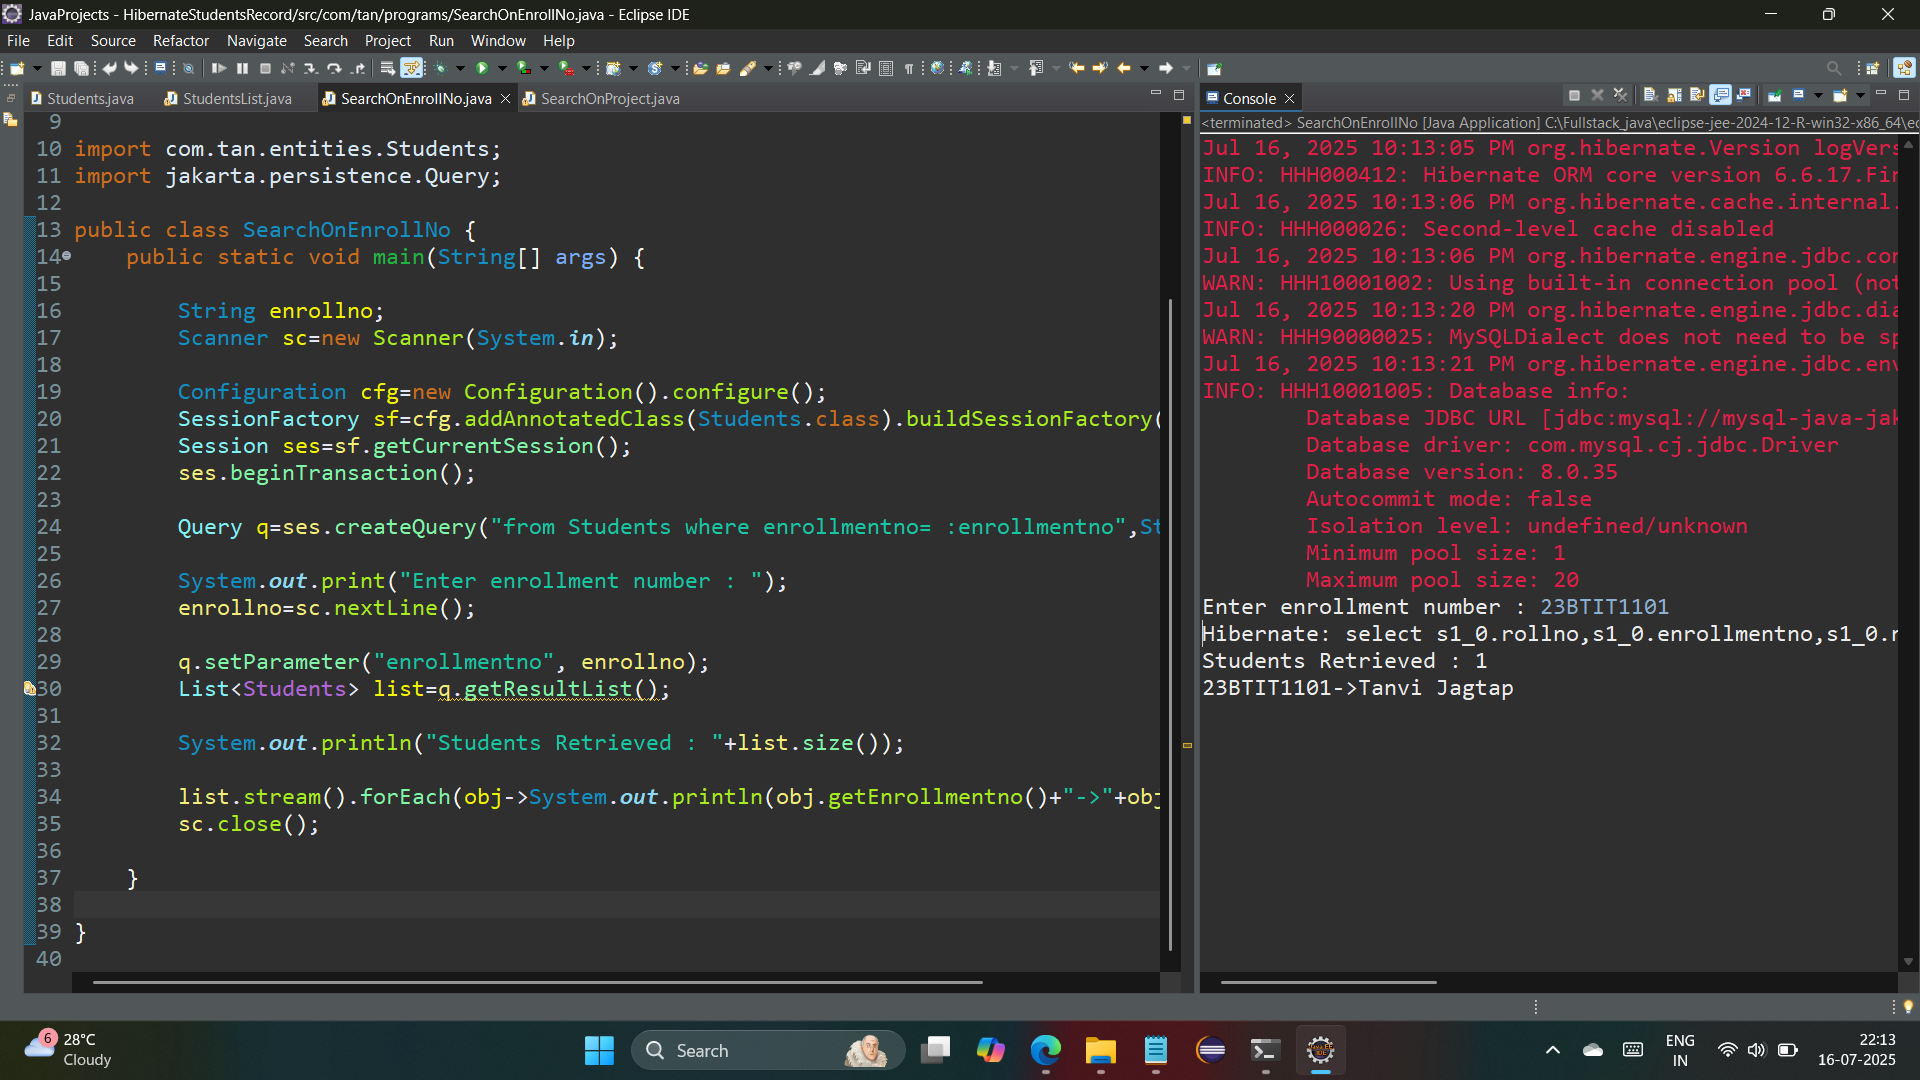 JavaProjects - HibernateStudentsRecord/src/com/tan/programs/SearchOnEnrollNo.java - Eclipse IDE
File Edit Source Refactor Navigate Search Project Run Window Help
Students.java StudentsList.java SearchOnEnrollNo.java SearchOnProject.java
9
10 import com.tan.entities.Students;
11 import jakarta.persistence.Query;
12
13 public class SearchOnEnrollNo {
14 public static void main(String[] args) {
15
16 String enrollno;
17 Scanner sc=new Scanner(System.in);
18
19 Configuration cfg=new Configuration().configure();
20 SessionFactory sf=cfg.addAnnotatedClass(Students.class).buildSessionFactory(
21 Session ses=sf.getCurrentSession();
22 ses.beginTransaction();
23
24 Query q=ses.createQuery("from Students where enrollmentno= :enrollmentno",St
25
26 System.out.print("Enter enrollment number : ");
27 enrollno=sc.nextLine();
28
29 q.setParameter("enrollmentno", enrollno);
30 List<Students> list=q.getResultList();
31
32 System.out.println("Students Retrieved : "+list.size());
33
34 list.stream().forEach(obj->System.out.println(obj.getEnrollmentno()+"->"+obj
35 sc.close();
36
37 }
38
39 }
40
Console
<terminated> SearchOnEnrollNo [Java Application] C:\Fullstack_java\eclipse-jee-2024-12-R-win32-x86_64\ec
Jul 16, 2025 10:13:05 PM org.hibernate.Version logVers
INFO: HHH000412: Hibernate ORM core version 6.6.17.Fin
Jul 16, 2025 10:13:06 PM org.hibernate.cache.internal.
INFO: HHH000026: Second-level cache disabled
Jul 16, 2025 10:13:06 PM org.hibernate.engine.jdbc.con
WARN: HHH10001002: Using built-in connection pool (not
Jul 16, 2025 10:13:20 PM org.hibernate.engine.jdbc.dia
WARN: HHH90000025: MySQLDialect does not need to be sp
Jul 16, 2025 10:13:21 PM org.hibernate.engine.jdbc.env
INFO: HHH10001005: Database info:
Database JDBC URL [jdbc:mysql://mysql-java-jak
Database driver: com.mysql.cj.jdbc.Driver
Database version: 8.0.35
Autocommit mode: false
Isolation level: undefined/unknown
Minimum pool size: 1
Maximum pool size: 20
Enter enrollment number : 23BTIT1101
Hibernate: select s1_0.rollno,s1_0.enrollmentno,s1_0.r
Students Retrieved : 1
23BTIT1101->Tanvi Jagtap
6
28°C
Cloudy
Search
ENG
IN
22:13
16-07-2025